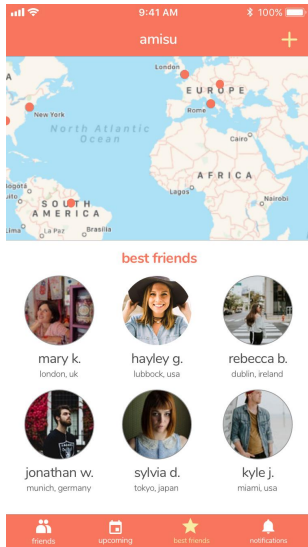 9:41 AM
100%
amisu
London
EUROPE
New York
Rome
North Atlantic
Ocean
Cairo
AFRICA
Lagos
Nairobi
SOUTH
AMERICA
La Paz
Brasília
best friends
mary k.
london, uk
hayley g.
lubbock, usa
rebecca b.
dublin, ireland
jonathan w.
munich, germany
sylvia d.
tokyo, japan
kyle j.
miami, usa
friends
upcoming
best friends
notifications